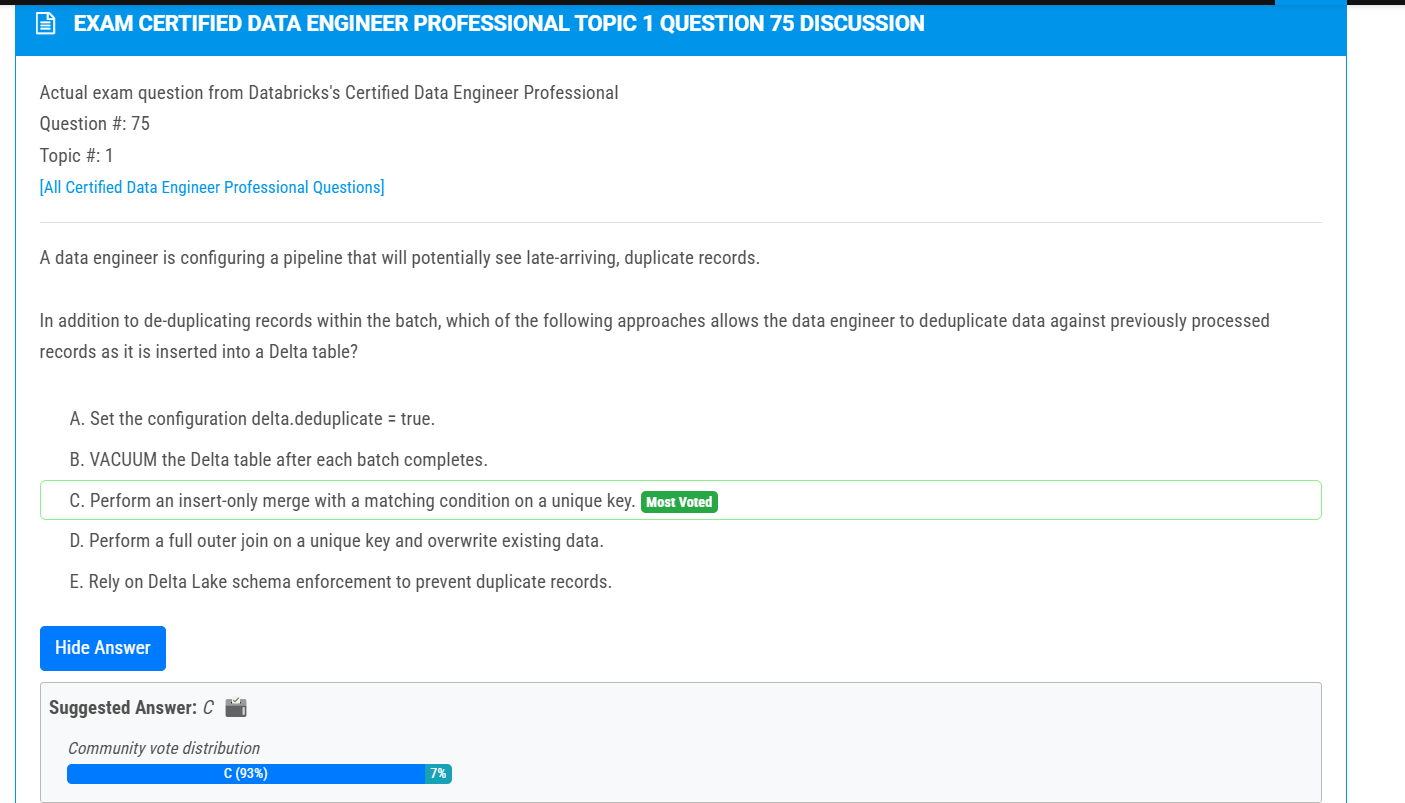 EXAM CERTIFIED DATA ENGINEER PROFESSIONAL TOPIC 1 QUESTION 75 DISCUSSION
Actual exam question from Databricks's Certified Data Engineer Professional
Question #: 75
Topic #: 1
[All Certified Data Engineer Professional Questions]
A data engineer is configuring a pipeline that will potentially see late-arriving, duplicate records.
In addition to de-duplicating records within the batch, which of the following approaches allows the data engineer to deduplicate data against previously processed
records as it is inserted into a Delta table?
A. Set the configuration delta.deduplicate = true.
B. VACUUM the Delta table after each batch completes.
C. Perform an insert-only merge with a matching condition on a unique key. Most Voted
D. Perform a full outer join on a unique key and overwrite existing data.
E. Rely on Delta Lake schema enforcement to prevent duplicate records.
Hide Answer
Suggested Answer: C
Community vote distribution
C (93%) 7%